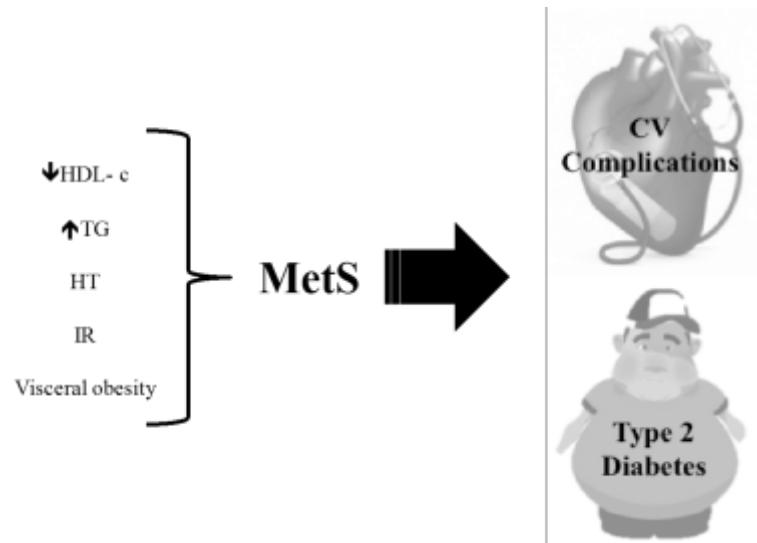 ↓HDL- c
↑TG
HT
IR
Visceral obesity
MetS
CV
Complications
Type 2
Diabetes